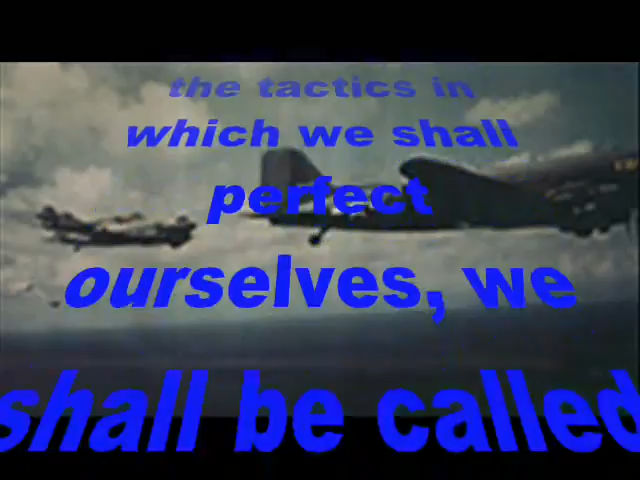 the tactics in
which we shall
perfect
ourselves, we
shall be called